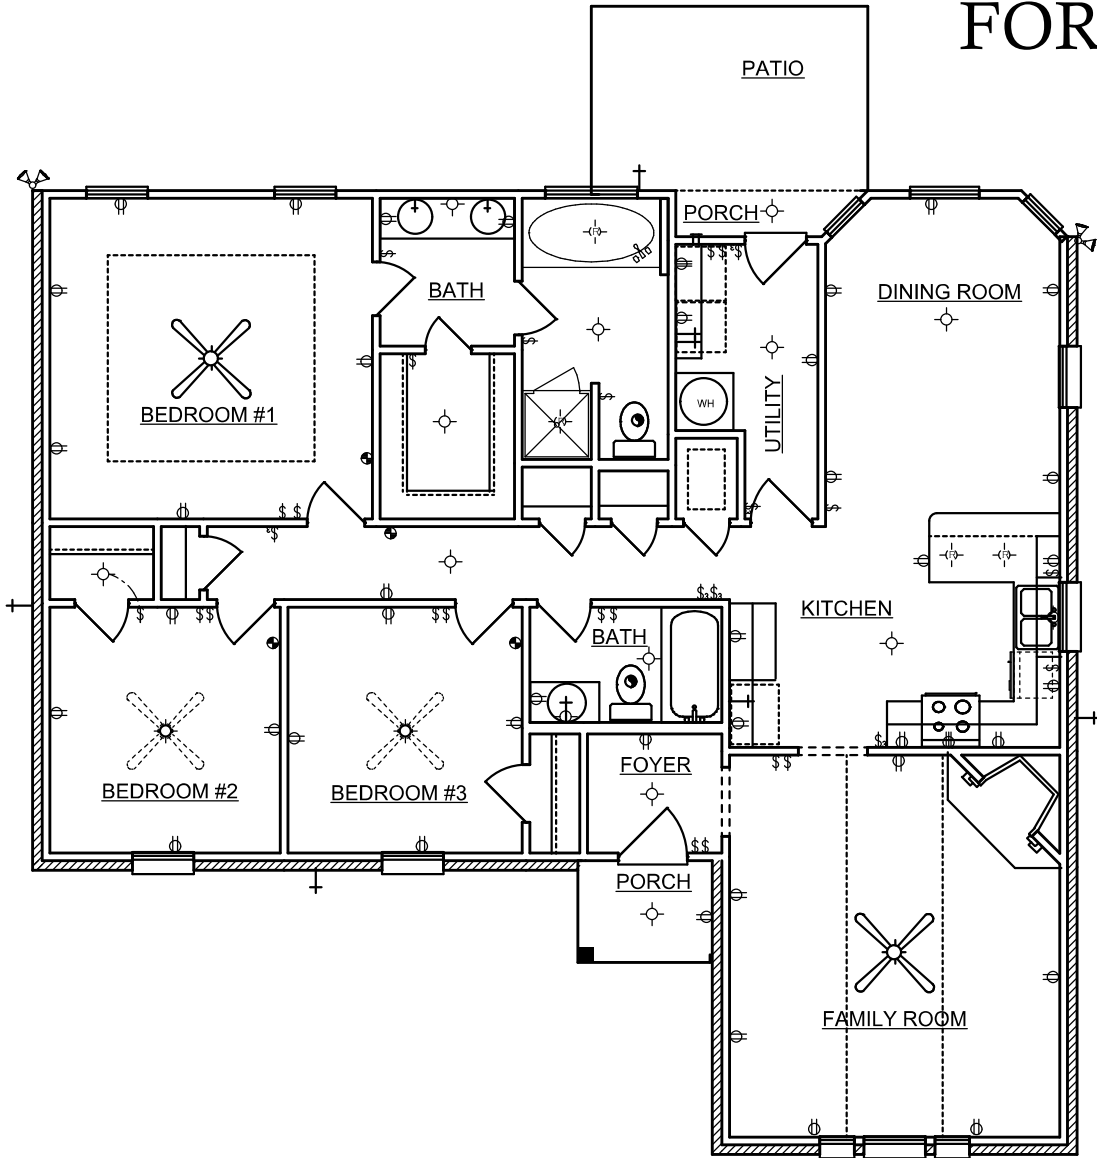 FOR
PATIO
PORCH
BATH
DINING ROOM
BEDROOM #1
UTILITY
WH
(R)
(R)
(R)
(R)
KITCHEN
BATH
FOYER
BEDROOM #2
BEDROOM #3
PORCH
FAMILY ROOM